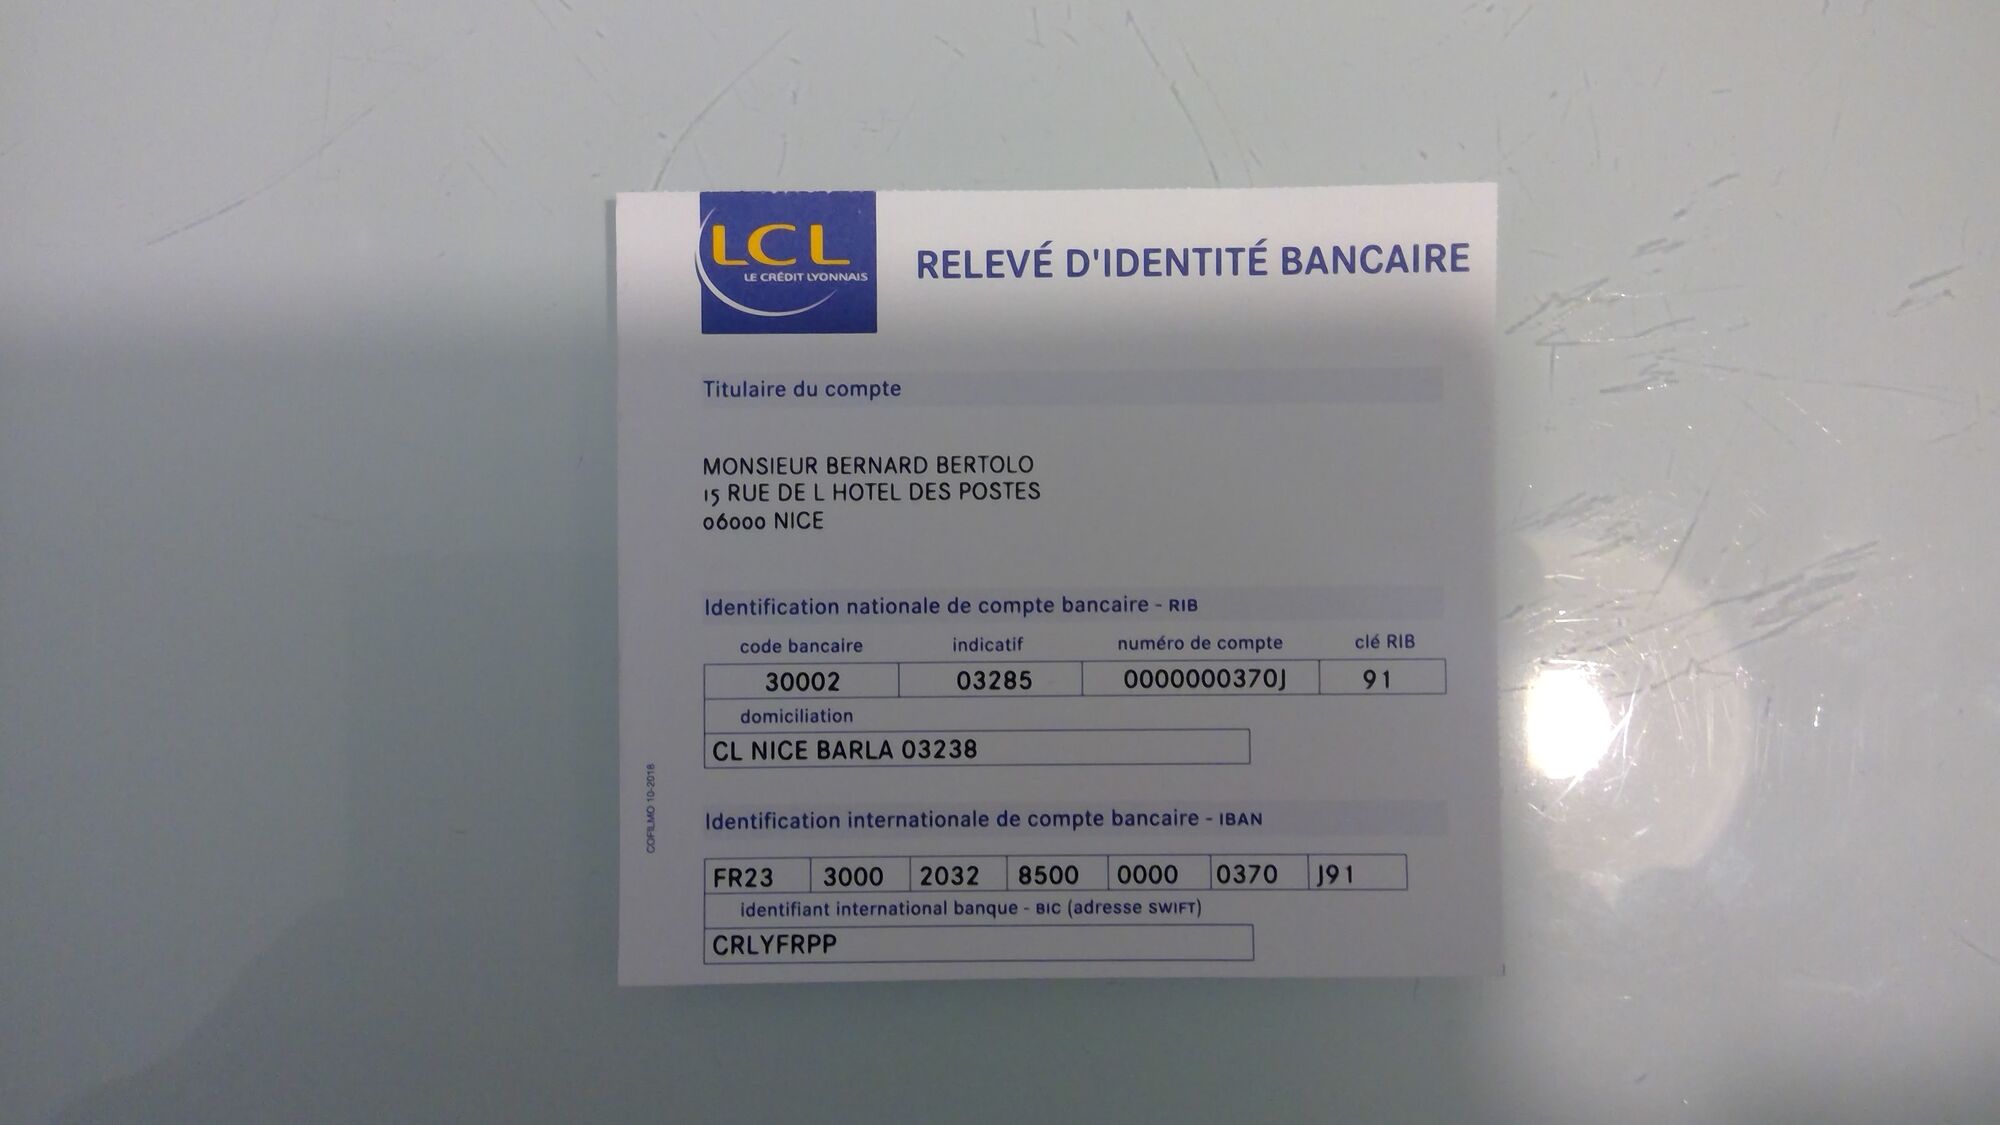 LCL
LE CRÉDIT LYONNAIS
RELEVÉ D'IDENTITÉ BANCAIRE
Titulaire du compte
MONSIEUR BERNARD BERTOLO
15 RUE DE L HOTEL DES POSTES
06000 NICE
Identification nationale de compte bancaire - RIB
code bancaire indicatif numéro de compte clé RIB
30002 03285 0000000370J 91
domiciliation
CL NICE BARLA 03238
Identification internationale de compte bancaire - IBAN
FR23 3000 2032 8500 0000 0370 J91
identifiant international banque - BIC (adresse SWIFT)
CRLYFRPP
COFILMO 10-2018